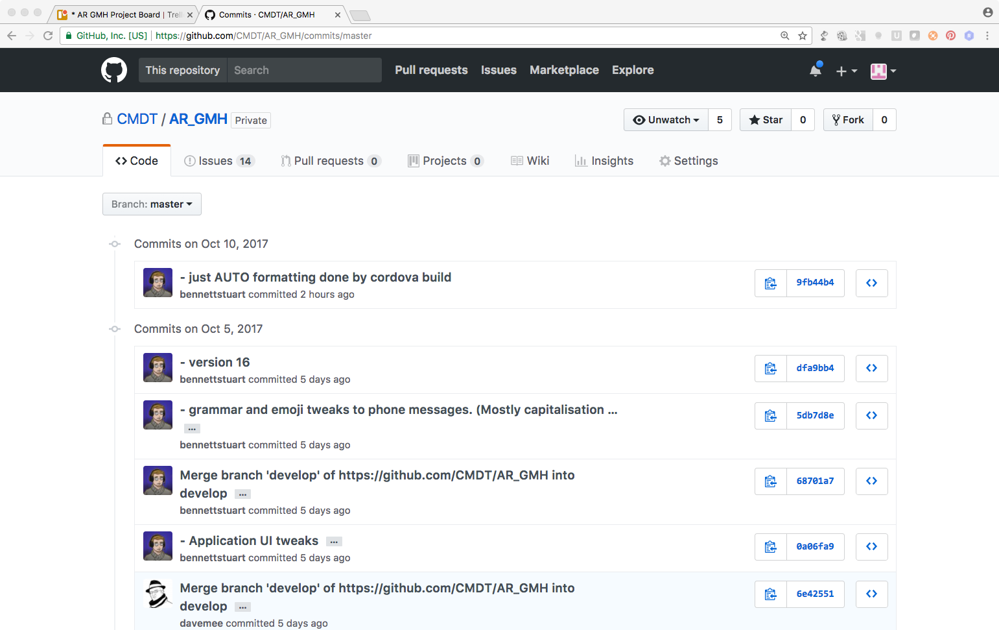 * AR GMH Project Board | Trell
Commits · CMDT/AR_GMH
GitHub, Inc. [US]
https://github.com/CMDT/AR_GMH/commits/master
This repository
Search
Pull requests
Issues
Marketplace
Explore
CMDT / AR_GMH
Private
Unwatch
5
Star
0
Fork
0
Code
Issues 14
Pull requests 0
Projects 0
Wiki
Insights
Settings
Branch: master
Commits on Oct 10, 2017
- just AUTO formatting done by cordova build
9fb44b4
bennettstuart committed 2 hours ago
Commits on Oct 5, 2017
- version 16
dfa9bb4
bennettstuart committed 5 days ago
- grammar and emoji tweaks to phone messages. (Mostly capitalisation ...
5db7d8e
...
bennettstuart committed 5 days ago
Merge branch 'develop' of https://github.com/CMDT/AR_GMH into
68701a7
develop ...
bennettstuart committed 5 days ago
- Application UI tweaks ...
0a06fa9
bennettstuart committed 5 days ago
Merge branch 'develop' of https://github.com/CMDT/AR_GMH into
6e42551
develop ...
davemee committed 5 days ago